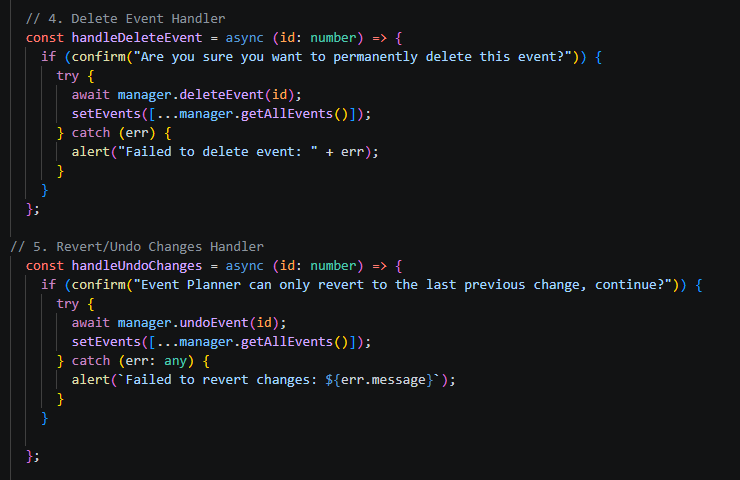 // 4. Delete Event Handler
const handleDeleteEvent = async (id: number) => {
if (confirm("Are you sure you want to permanently delete this event?")) {
try {
await manager.deleteEvent(id);
setEvents([...manager.getAllEvents()]);
} catch (err) {
alert("Failed to delete event: " + err);
}
}
};
// 5. Revert/Undo Changes Handler
const handleUndoChanges = async (id: number) => {
if (confirm("Event Planner can only revert to the last previous change, continue?")) {
try {
await manager.undoEvent(id);
setEvents([...manager.getAllEvents()]);
} catch (err: any) {
alert(`Failed to revert changes: ${err.message}`);
}
}
};